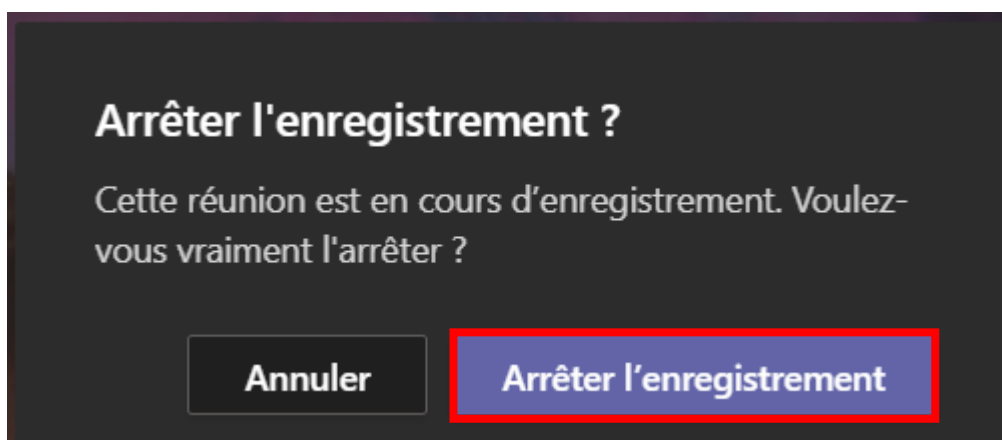 Arrêter l'enregistrement ?
Cette réunion est en cours d’enregistrement. Voulez-
vous vraiment l'arrêter ?
Annuler
Arrêter l’enregistrement